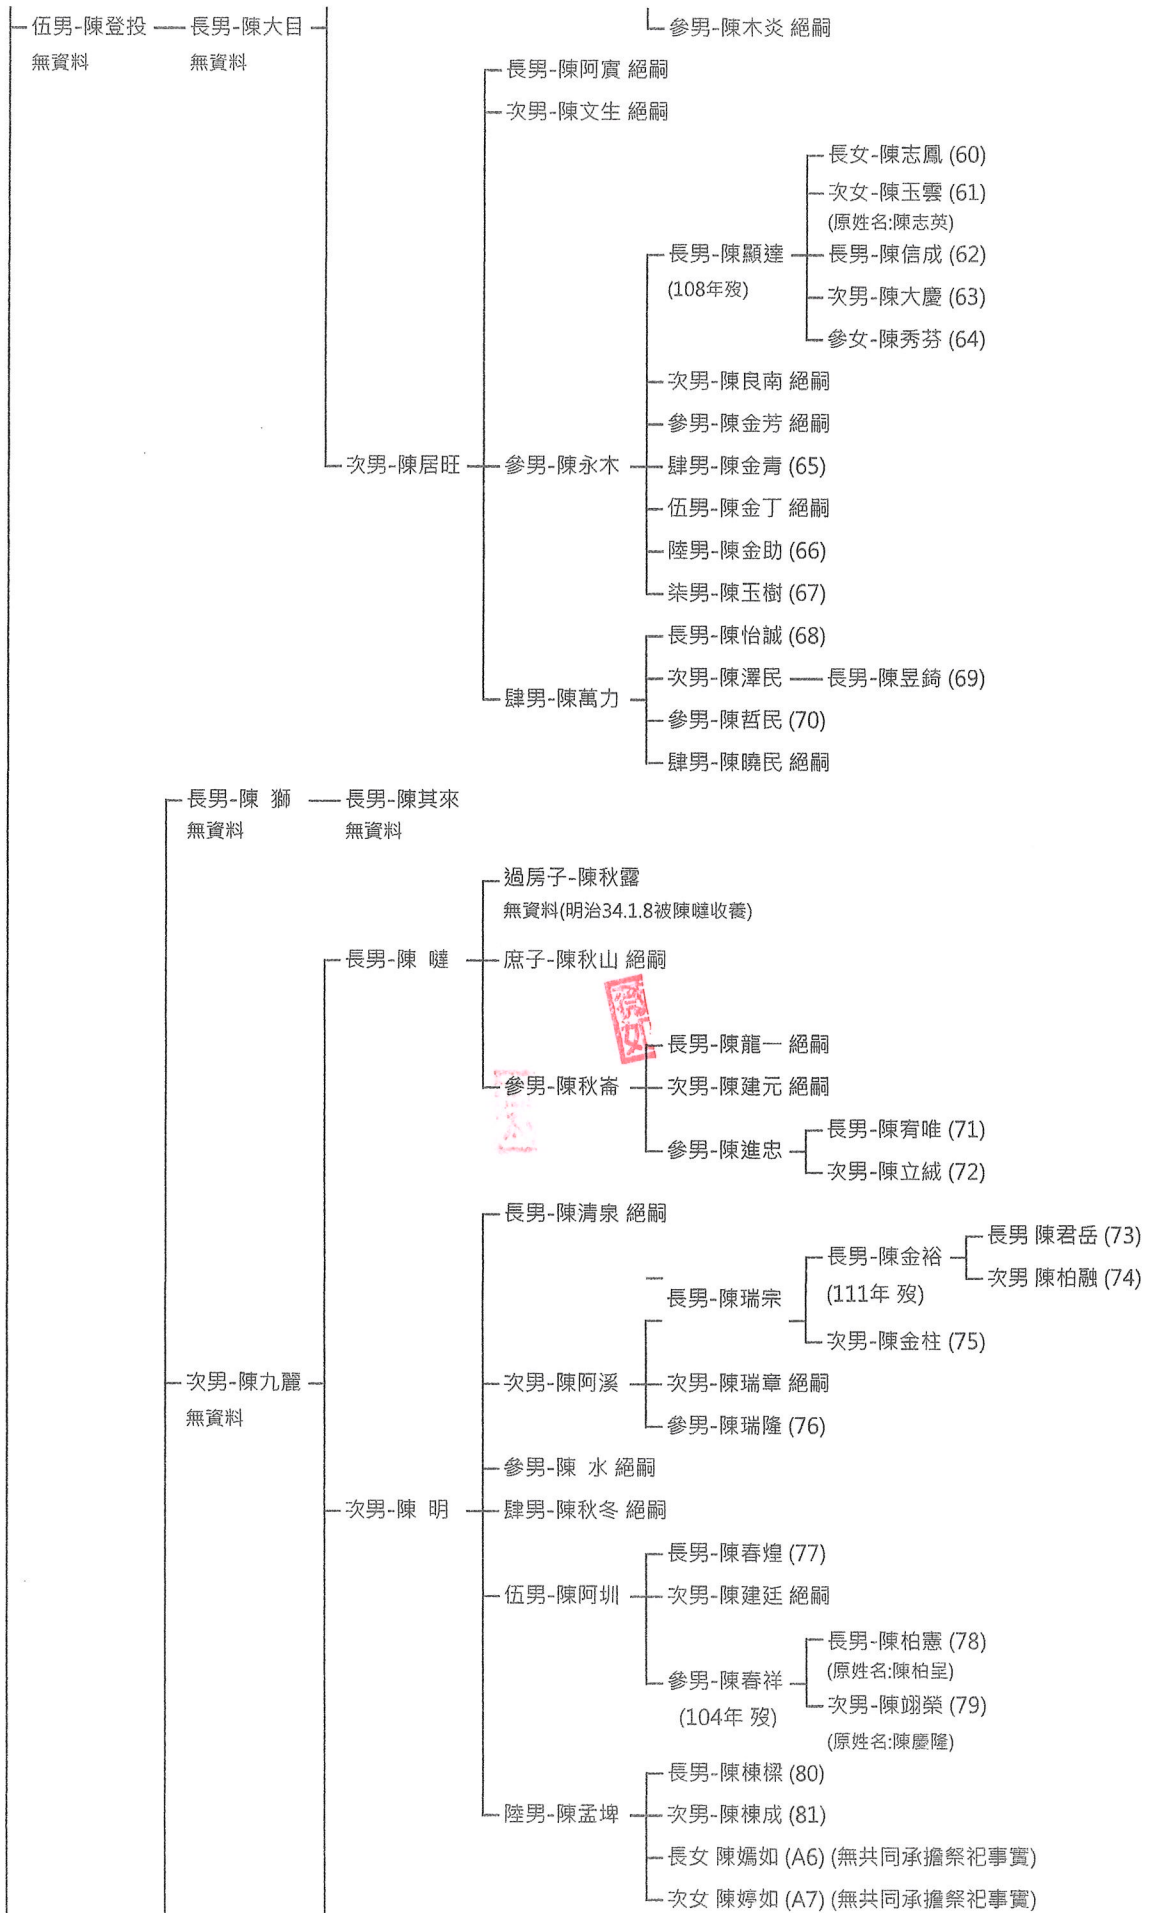 伍男-陳登投
無資料
長男-陳大目
無資料
參男-陳木炎 絕嗣
長男-陳阿實 絕嗣
次男-陳文生 絕嗣
長女-陳志鳳 (60)
次女-陳玉雲 (61)
(原姓名:陳志英)
長男-陳顯達
(108年歿)
長男-陳信成 (62)
次男-陳大慶 (63)
參女-陳秀芬 (64)
次男-陳良南 絕嗣
參男-陳金芳 絕嗣
次男-陳居旺
參男-陳永木
肆男-陳金青 (65)
伍男-陳金丁 絕嗣
陸男-陳金助 (66)
柒男-陳玉樹 (67)
長男-陳怡誠 (68)
肆男-陳萬力
次男-陳澤民
長男-陳昱錡 (69)
參男-陳哲民 (70)
肆男-陳曉民 絕嗣
長男-陳 獅
無資料
長男-陳其來
無資料
過房子-陳秋露
無資料(明治34.1.8被陳噠收養)
長男-陳 噠
庶子-陳秋山 絕嗣
長男-陳龍一 絕嗣
參男-陳秋崙
次男-陳建元 絕嗣
參男-陳進忠
長男-陳宥唯 (71)
次男-陳立絨 (72)
長男-陳清泉 絕嗣
長男-陳瑞宗
長男-陳金裕
(111年 歿)
長男 陳君岳 (73)
次男 陳柏融 (74)
次男-陳金柱 (75)
次男-陳九麗
無資料
次男-陳阿溪
次男-陳瑞章 絕嗣
參男-陳瑞隆 (76)
參男-陳 水 絕嗣
次男-陳 明
肆男-陳秋冬 絕嗣
長男-陳春煌 (77)
伍男-陳阿圳
次男-陳建廷 絕嗣
參男-陳春祥
(104年 歿)
長男-陳柏憲 (78)
(原姓名:陳柏呈)
次男-陳翊榮 (79)
(原姓名:陳慶隆)
長男-陳棟樑 (80)
陸男-陳孟埤
次男-陳棟成 (81)
長女 陳嫣如 (A6) (無共同承擔祭祀事實)
次女 陳婷如 (A7) (無共同承擔祭祀事實)